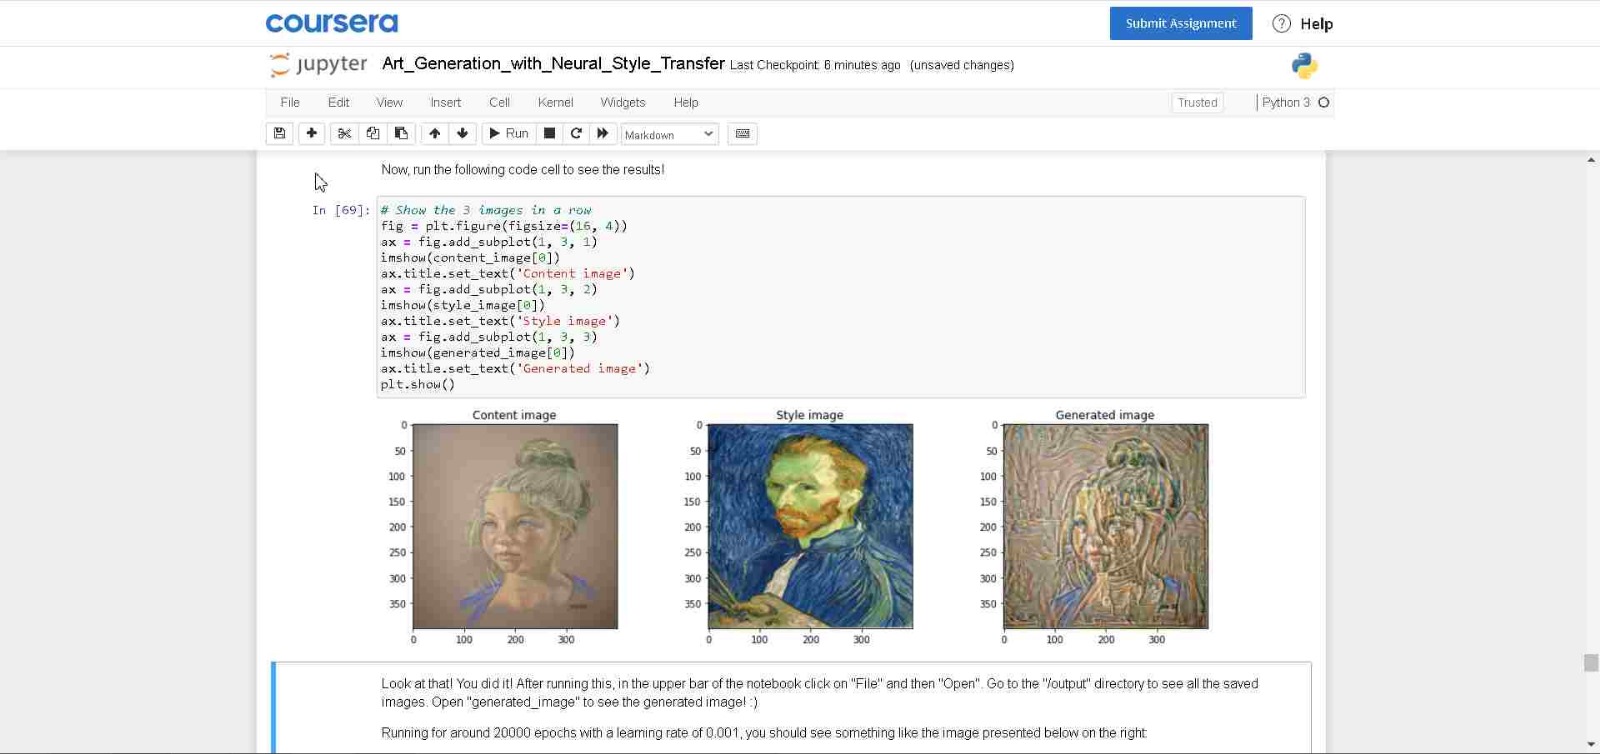 coursera
Submit Assignment
? Help
jupyter Art_Generation_with_Neural_Style_Transfer Last Checkpoint: 6 minutes ago (unsaved changes)
File Edit View Insert Cell Kernel Widgets Help Trusted Python 3
Run Markdown
Now, run the following code cell to see the results!
In [69]: # Show the 3 images in a row
fig = plt.figure(figsize=(16, 4))
ax = fig.add_subplot(1, 3, 1)
imshow(content_image[0])
ax.title.set_text('Content image')
ax = fig.add_subplot(1, 3, 2)
imshow(style_image[0])
ax.title.set_text('Style image')
ax = fig.add_subplot(1, 3, 3)
imshow(generated_image[0])
ax.title.set_text('Generated image')
plt.show()
Content image
0
50
100
150
200
250
300
350
0 100 200 300
Style image
0
50
100
150
200
250
300
350
0 100 200 300
Generated image
0
50
100
150
200
250
300
350
0 100 200 300
Look at that! You did it! After running this, in the upper bar of the notebook click on "File" and then "Open". Go to the "/output" directory to see all the saved
images. Open "generated_image" to see the generated image! :)
Running for around 20000 epochs with a learning rate of 0.001, you should see something like the image presented below on the right: